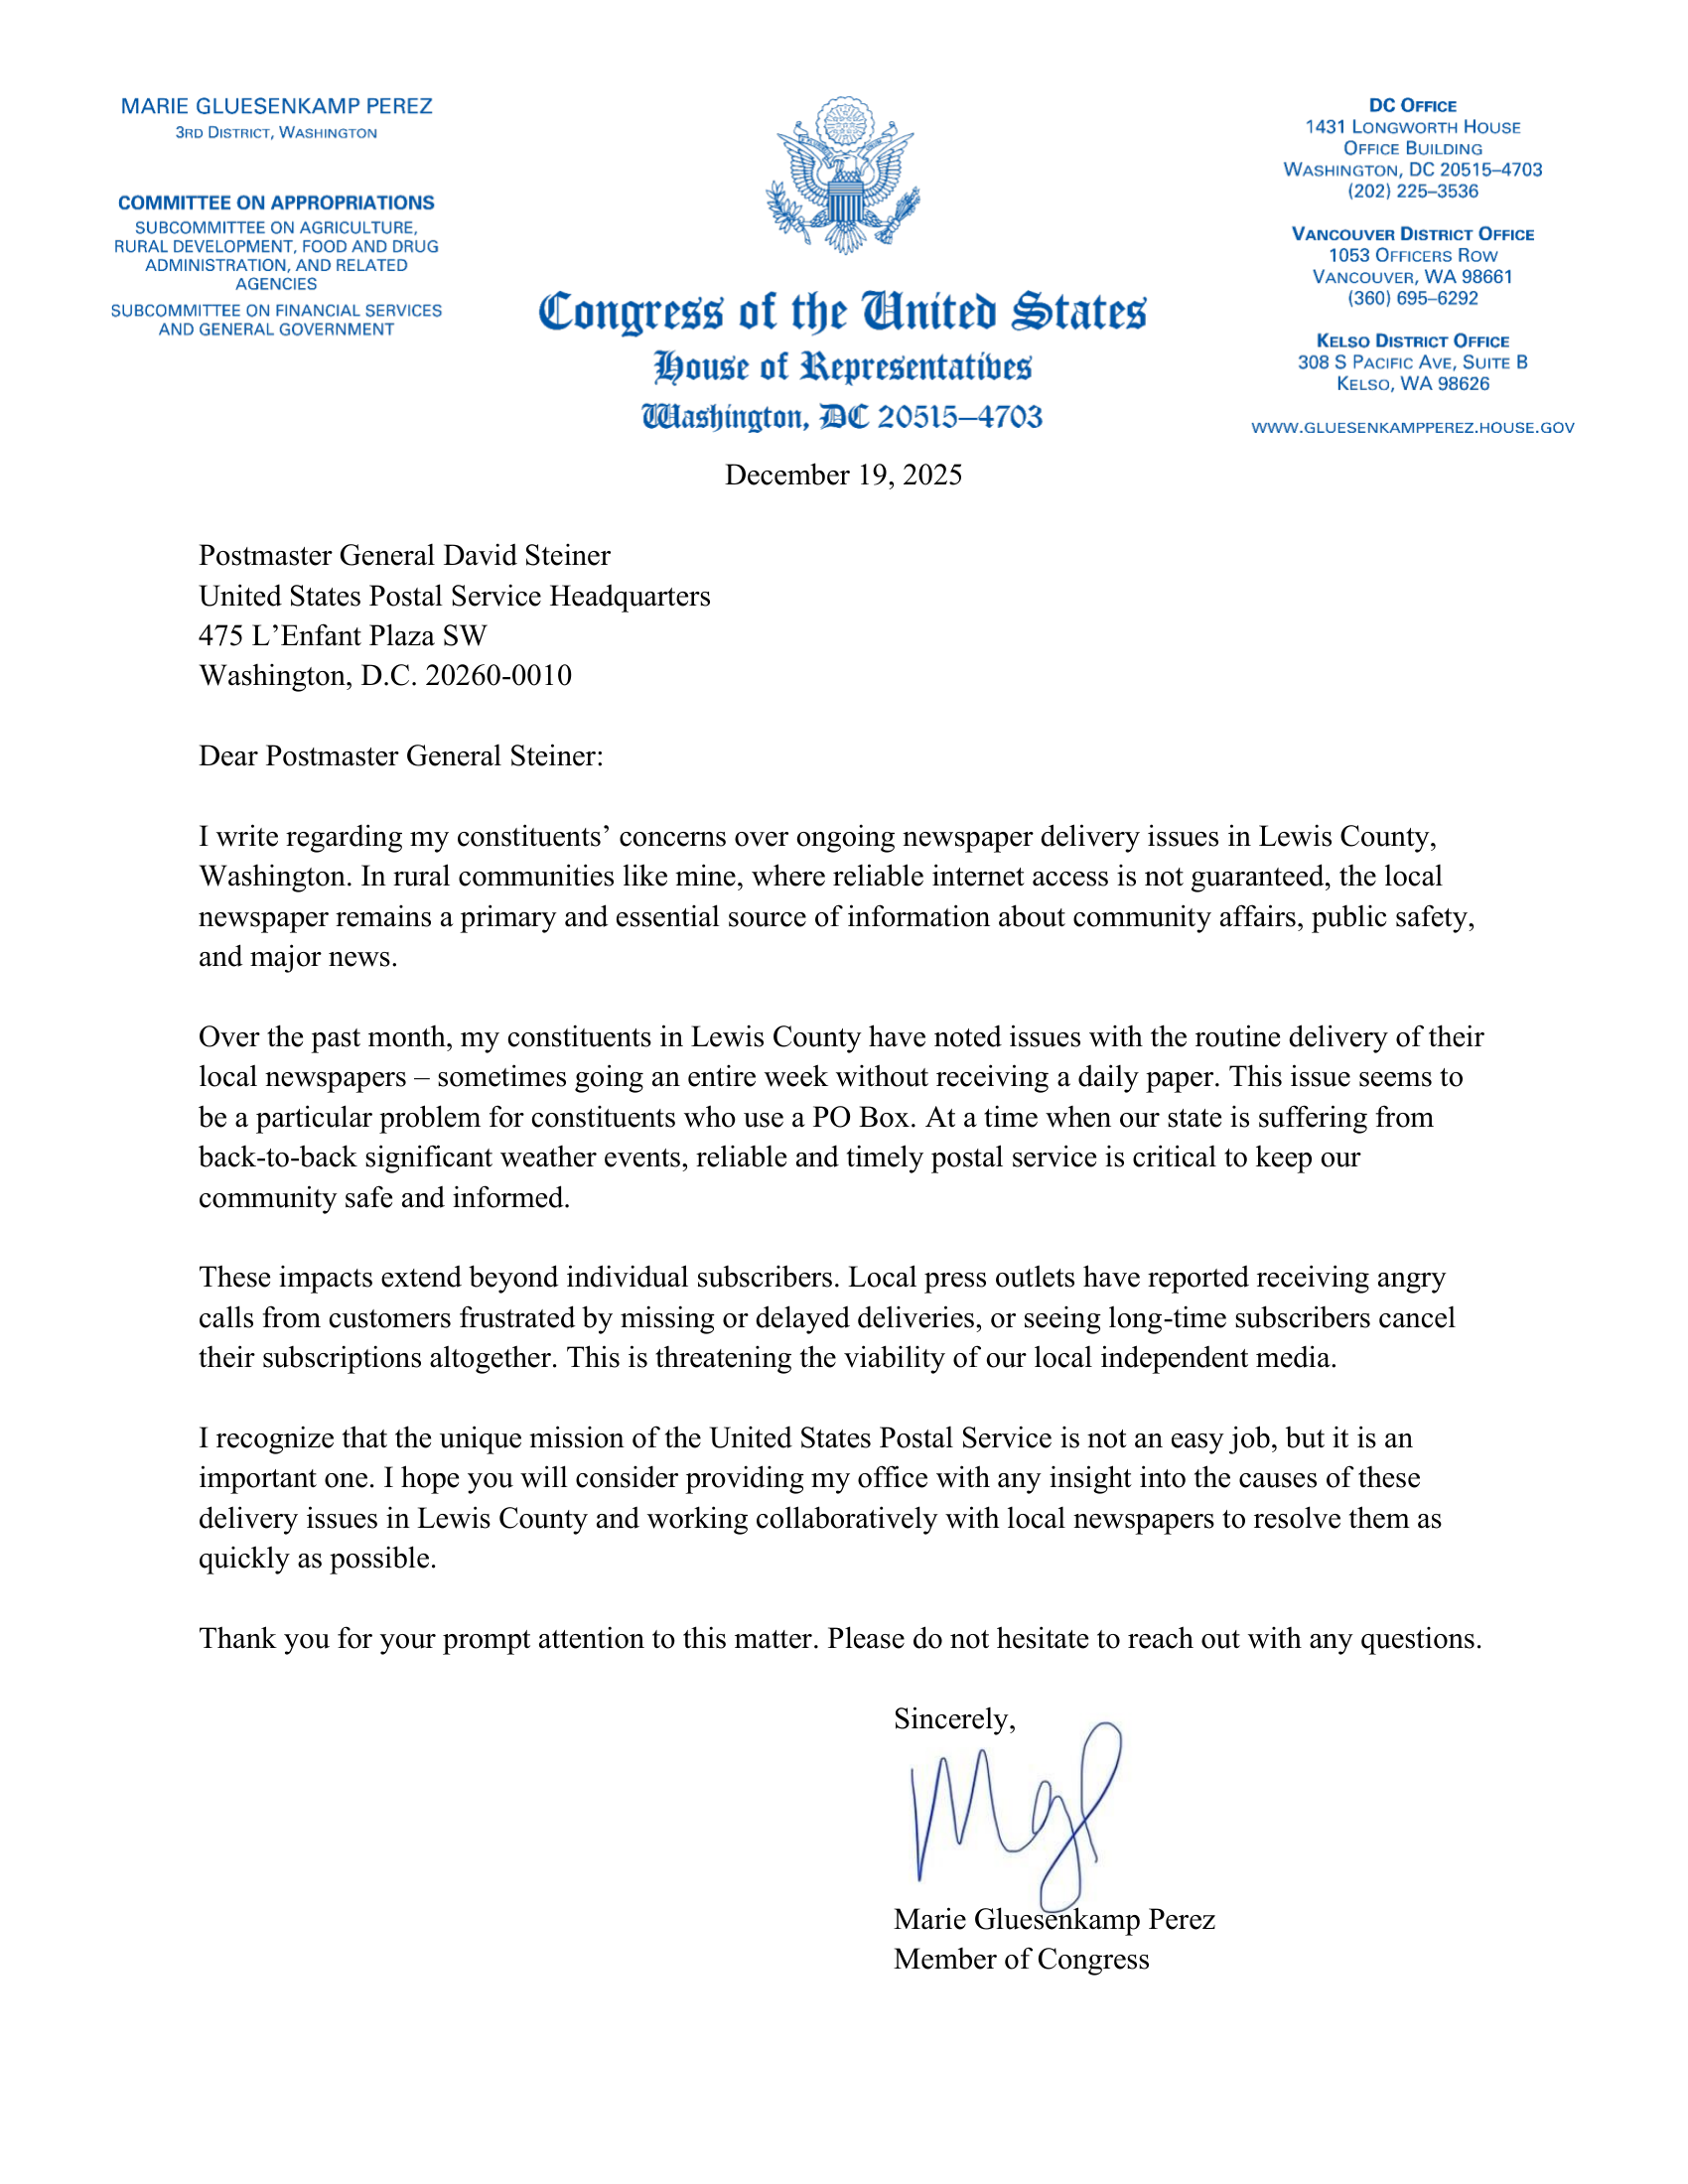 MARIE GLUESENKAMP PEREZ
3RD DISTRICT, WASHINGTON
COMMITTEE ON APPROPRIATIONS
SUBCOMMITTEE ON AGRICULTURE,
RURAL DEVELOPMENT, FOOD AND DRUG
ADMINISTRATION, AND RELATED
AGENCIES
SUBCOMMITTEE ON FINANCIAL SERVICES
AND GENERAL GOVERNMENT
Congress of the United States
House of Representatives
Washington, DC 20515–4703
DC OFFICE
1431 LONGWORTH HOUSE
OFFICE BUILDING
WASHINGTON, DC 20515–4703
(202) 225–3536
VANCOUVER DISTRICT OFFICE
1053 OFFICERS ROW
VANCOUVER, WA 98661
(360) 695–6292
KELSO DISTRICT OFFICE
308 S PACIFIC AVE, SUITE B
KELSO, WA 98626
WWW.GLUESENKAMPPEREZ.HOUSE.GOV
December 19, 2025
Postmaster General David Steiner
United States Postal Service Headquarters
475 L’Enfant Plaza SW
Washington, D.C. 20260-0010
Dear Postmaster General Steiner:
I write regarding my constituents’ concerns over ongoing newspaper delivery issues in Lewis County,
Washington. In rural communities like mine, where reliable internet access is not guaranteed, the local
newspaper remains a primary and essential source of information about community affairs, public safety,
and major news.
Over the past month, my constituents in Lewis County have noted issues with the routine delivery of their
local newspapers – sometimes going an entire week without receiving a daily paper. This issue seems to
be a particular problem for constituents who use a PO Box. At a time when our state is suffering from
back-to-back significant weather events, reliable and timely postal service is critical to keep our
community safe and informed.
These impacts extend beyond individual subscribers. Local press outlets have reported receiving angry
calls from customers frustrated by missing or delayed deliveries, or seeing long-time subscribers cancel
their subscriptions altogether. This is threatening the viability of our local independent media.
I recognize that the unique mission of the United States Postal Service is not an easy job, but it is an
important one. I hope you will consider providing my office with any insight into the causes of these
delivery issues in Lewis County and working collaboratively with local newspapers to resolve them as
quickly as possible.
Thank you for your prompt attention to this matter. Please do not hesitate to reach out with any questions.
Sincerely,
Mgp
Marie Gluesenkamp Perez
Member of Congress